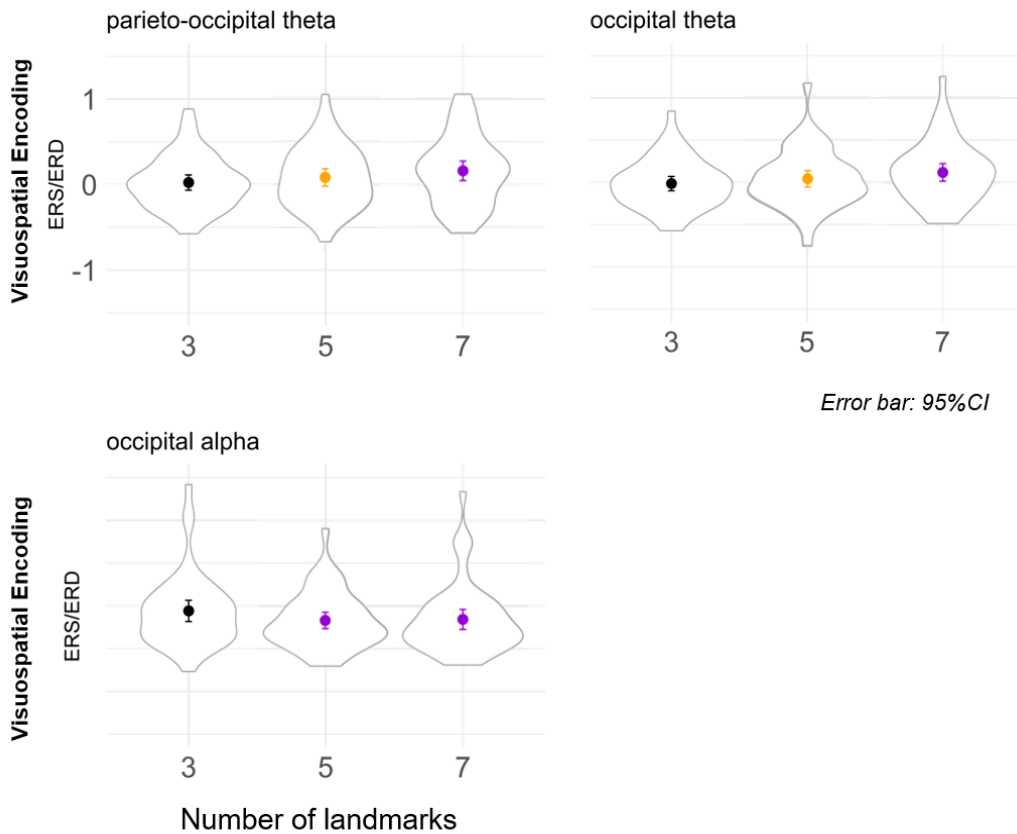 parieto-occipital theta
occipital theta
Visuospatial Encoding
ERS/ERD
1
0
-1
3 5 7
3 5 7
Error bar: 95%CI
occipital alpha
Visuospatial Encoding
ERS/ERD
3 5 7
Number of landmarks